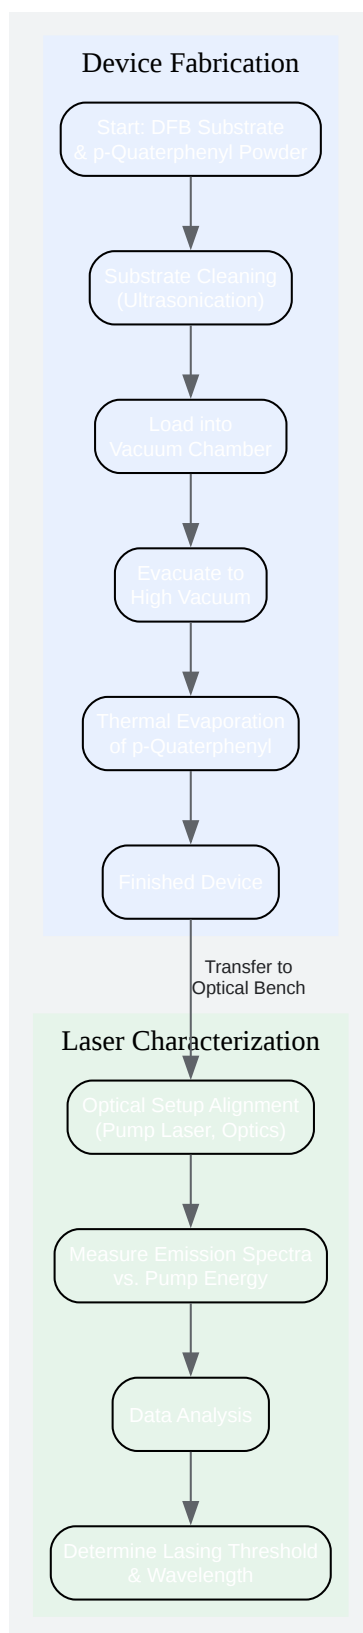 Device Fabrication
Start: DFB Substrate
& p-Quaterphenyl Powder
Substrate Cleaning
(Ultrasonication)
Load into
Vacuum Chamber
Evacuate to
High Vacuum
Thermal Evaporation
of p-Quaterphenyl
Finished Device
Transfer to
Optical Bench
Laser Characterization
Optical Setup Alignment
(Pump Laser, Optics)
Measure Emission Spectra
vs. Pump Energy
Data Analysis
Determine Lasing Threshold
& Wavelength